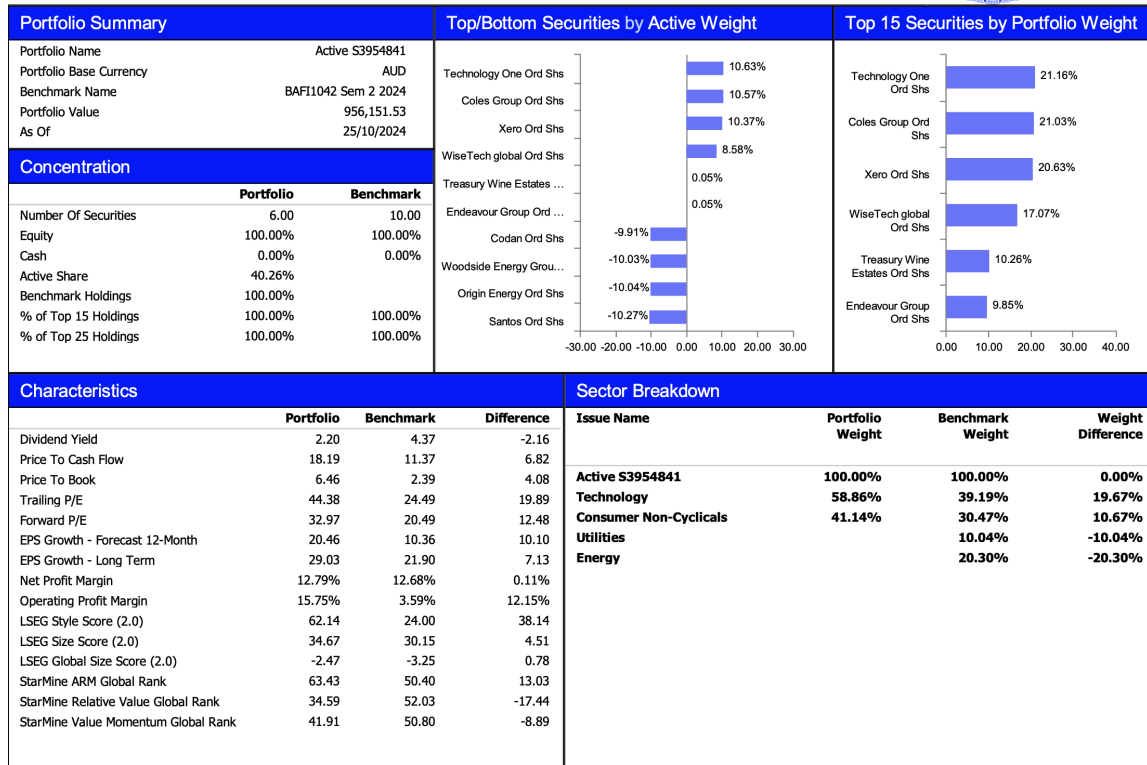 Portfolio Summary
Portfolio Name Active S3954841
Portfolio Base Currency AUD
Benchmark Name BAFI1042 Sem 2 2024
Portfolio Value 956,151.53
As Of 25/10/2024
Concentration
Portfolio Benchmark
Number Of Securities 6.00 10.00
Equity 100.00% 100.00%
Cash 0.00% 0.00%
Active Share 40.26%
Benchmark Holdings 100.00%
% of Top 15 Holdings 100.00% 100.00%
% of Top 25 Holdings 100.00% 100.00%
Top/Bottom Securities by Active Weight
Technology One Ord Shs 10.63%
Coles Group Ord Shs 10.57%
Xero Ord Shs 10.37%
WiseTech global Ord Shs 8.58%
Treasury Wine Estates ... 0.05%
Endeavour Group Ord ... 0.05%
Codan Ord Shs -9.91%
Woodside Energy Grou... -10.03%
Origin Energy Ord Shs -10.04%
Santos Ord Shs -10.27%
-30.00 -20.00 -10.00 0.00 10.00 20.00 30.00
Top 15 Securities by Portfolio Weight
Technology One
Ord Shs 21.16%
Coles Group Ord
Shs 21.03%
Xero Ord Shs 20.63%
WiseTech global
Ord Shs 17.07%
Treasury Wine
Estates Ord Shs 10.26%
Endeavour Group
Ord Shs 9.85%
0.00 10.00 20.00 30.00 40.00
Characteristics
Portfolio Benchmark Difference
Dividend Yield 2.20 4.37 -2.16
Price To Cash Flow 18.19 11.37 6.82
Price To Book 6.46 2.39 4.08
Trailing P/E 44.38 24.49 19.89
Forward P/E 32.97 20.49 12.48
EPS Growth - Forecast 12-Month 20.46 10.36 10.10
EPS Growth - Long Term 29.03 21.90 7.13
Net Profit Margin 12.79% 12.68% 0.11%
Operating Profit Margin 15.75% 3.59% 12.15%
LSEG Style Score (2.0) 62.14 24.00 38.14
LSEG Size Score (2.0) 34.67 30.15 4.51
LSEG Global Size Score (2.0) -2.47 -3.25 0.78
StarMine ARM Global Rank 63.43 50.40 13.03
StarMine Relative Value Global Rank 34.59 52.03 -17.44
StarMine Value Momentum Global Rank 41.91 50.80 -8.89
Sector Breakdown
Issue Name Portfolio Benchmark Weight
Weight Weight Difference
Active S3954841 100.00% 100.00% 0.00%
Technology 58.86% 39.19% 19.67%
Consumer Non-Cyclicals 41.14% 30.47% 10.67%
Utilities 10.04% -10.04%
Energy 20.30% -20.30%